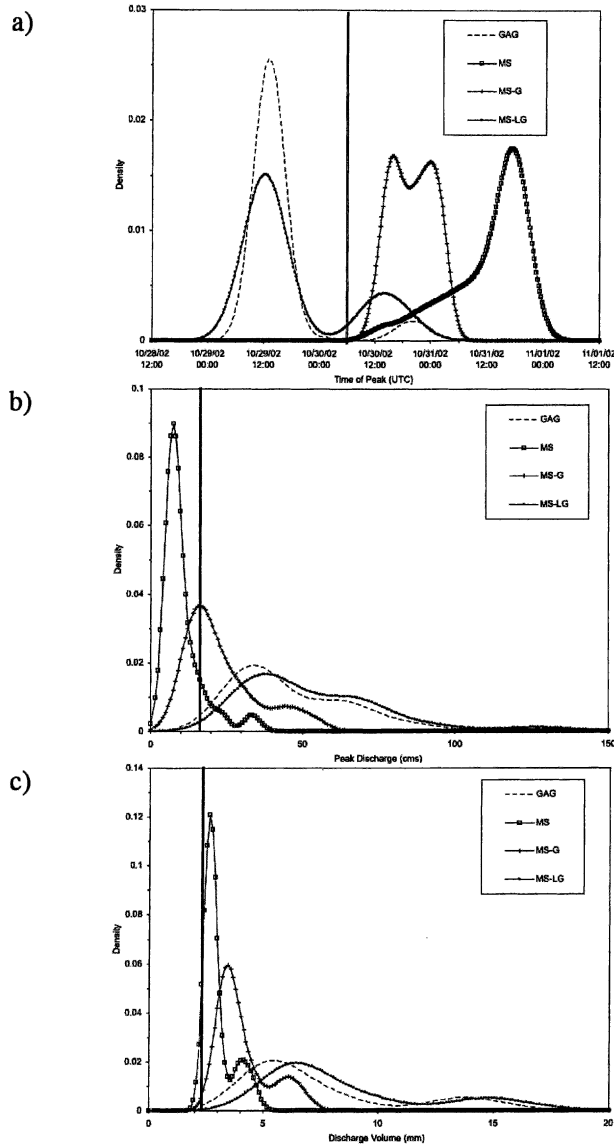 a)
0.03
GAG
MS
MS-G
MS-LG
0.02
Density
0.01
0
10/28/02 12:00
10/29/02 00:00
10/29/02 12:00
10/30/02 00:00
10/30/02 12:00
10/31/02 00:00
10/31/02 12:00
11/01/02 00:00
11/01/02 12:00
Time of Peak (UTC)
b)
0.1
GAG
MS
MS-G
MS-LG
0.08
0.06
Density
0.04
0.02
0
0 50 100 150
Peak Discharge (cms)
c)
0.14
GAG
MS
MS-G
MS-LG
0.12
0.1
0.08
Density
0.06
0.04
0.02
0
0 5 10 15 20
Discharge Volume (mm)